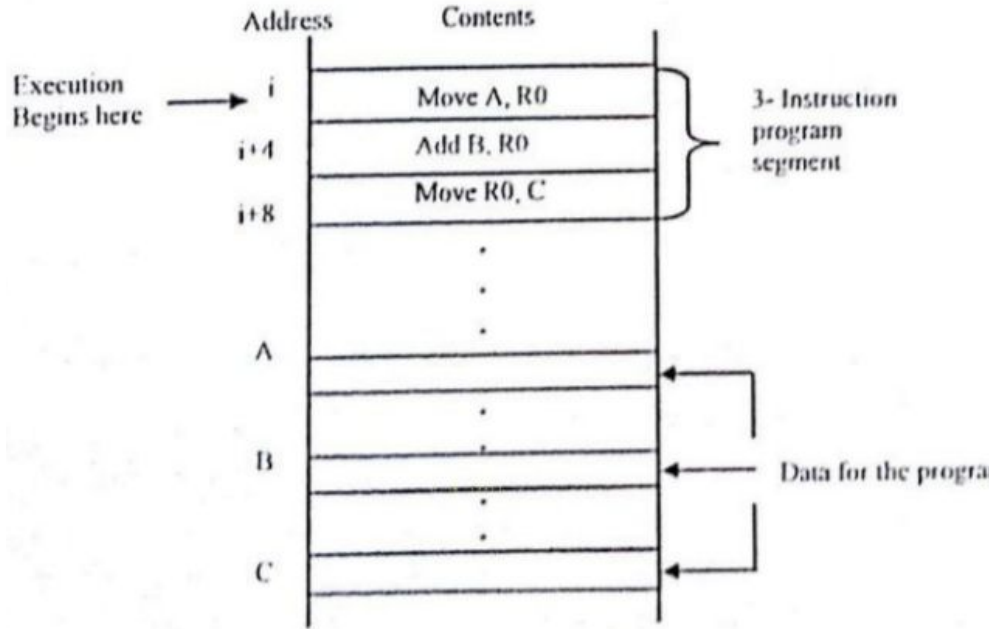 Address Contents
Execution
Begins here
i
Move A, R0
i+4
Add B, R0
i+8
Move R0, C
3- Instruction
program
segment
A
B
C
Data for the progra